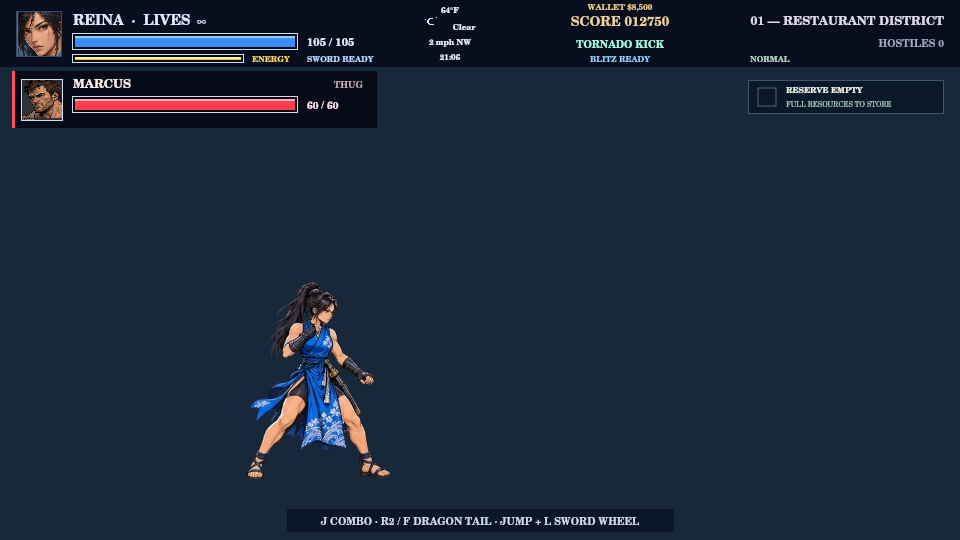 REINA · LIVES ∞
105 / 105
ENERGY
SWORD READY
64°F
Clear
2 mph NW
21:06
WALLET $8,500
SCORE 012750
TORNADO KICK
BLITZ READY
01 — RESTAURANT DISTRICT
HOSTILES 0
NORMAL
MARCUS
THUG
60 / 60
RESERVE EMPTY
FULL RESOURCES TO STORE
J COMBO · R2 / F DRAGON TAIL · JUMP + L SWORD WHEEL